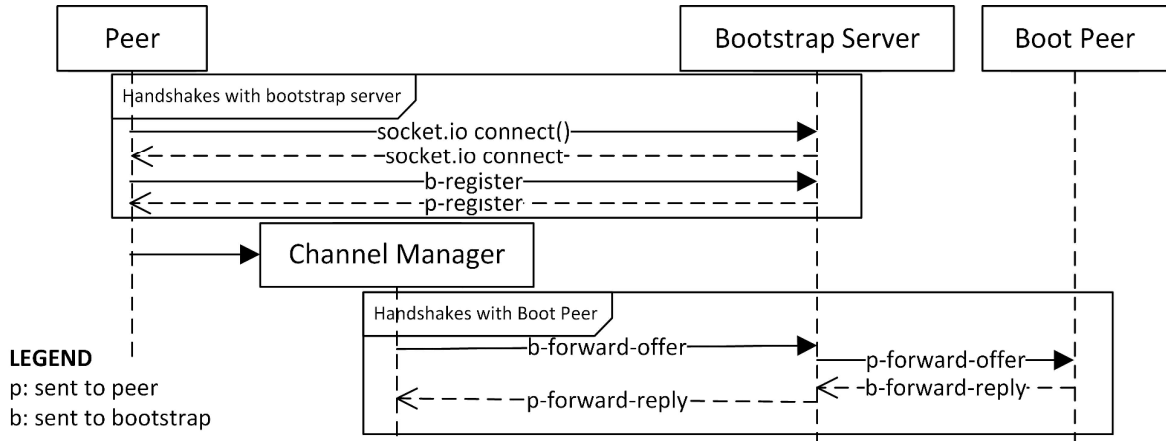 Peer
Bootstrap Server
Boot Peer
Handshakes with bootstrap server
socket.io connect()
socket.io connect
b-register
p-register
Channel Manager
Handshakes with Boot Peer
b-forward-offer
p-forward-offer
b-forward-reply
p-forward-reply
LEGEND
p: sent to peer
b: sent to bootstrap